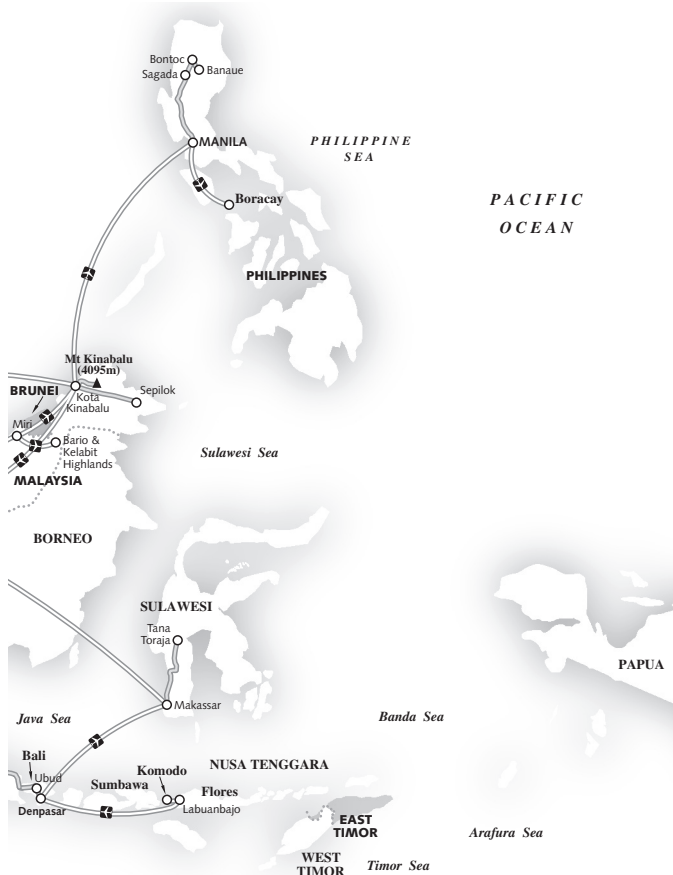 Bontoc
Banaue
Sagada
MANILA
PHILIPPINE
SEA
PACIFIC
OCEAN
Boracay
PHILIPPINES
Mt Kinabalu
(4095m)
BRUNEI
Kota
Kinabalu
Sepilok
Miri
Bario &
Kelabit
Highlands
MALAYSIA
Sulawesi Sea
BORNEO
SULAWESI
Tana
Toraja
PAPUA
Makassar
Java Sea
Banda Sea
Bali
Ubud
NUSA TENGGARA
Komodo
Sumbawa
Flores
Denpasar
Labuanbajo
EAST
TIMOR
Arafura Sea
WEST
TIMOR
Timor Sea